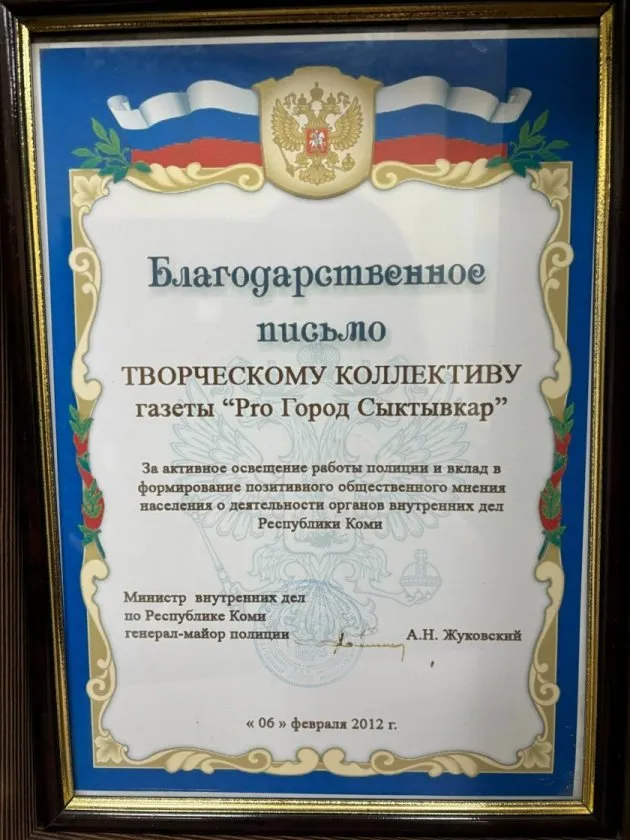 Благодарственное
письмо
ТВОРЧЕСКОМУ КОЛЛЕКТИВУ
газеты “Pro Город Сыктывкар”
За активное освещение работы полиции и вклад в
формирование позитивного общественного мнения
населения о деятельности органов внутренних дел
Республики Коми
Министр внутренних дел
по Республике Коми
генерал-майор полиции А.Н. Жуковский
« 06 » февраля 2012 г.